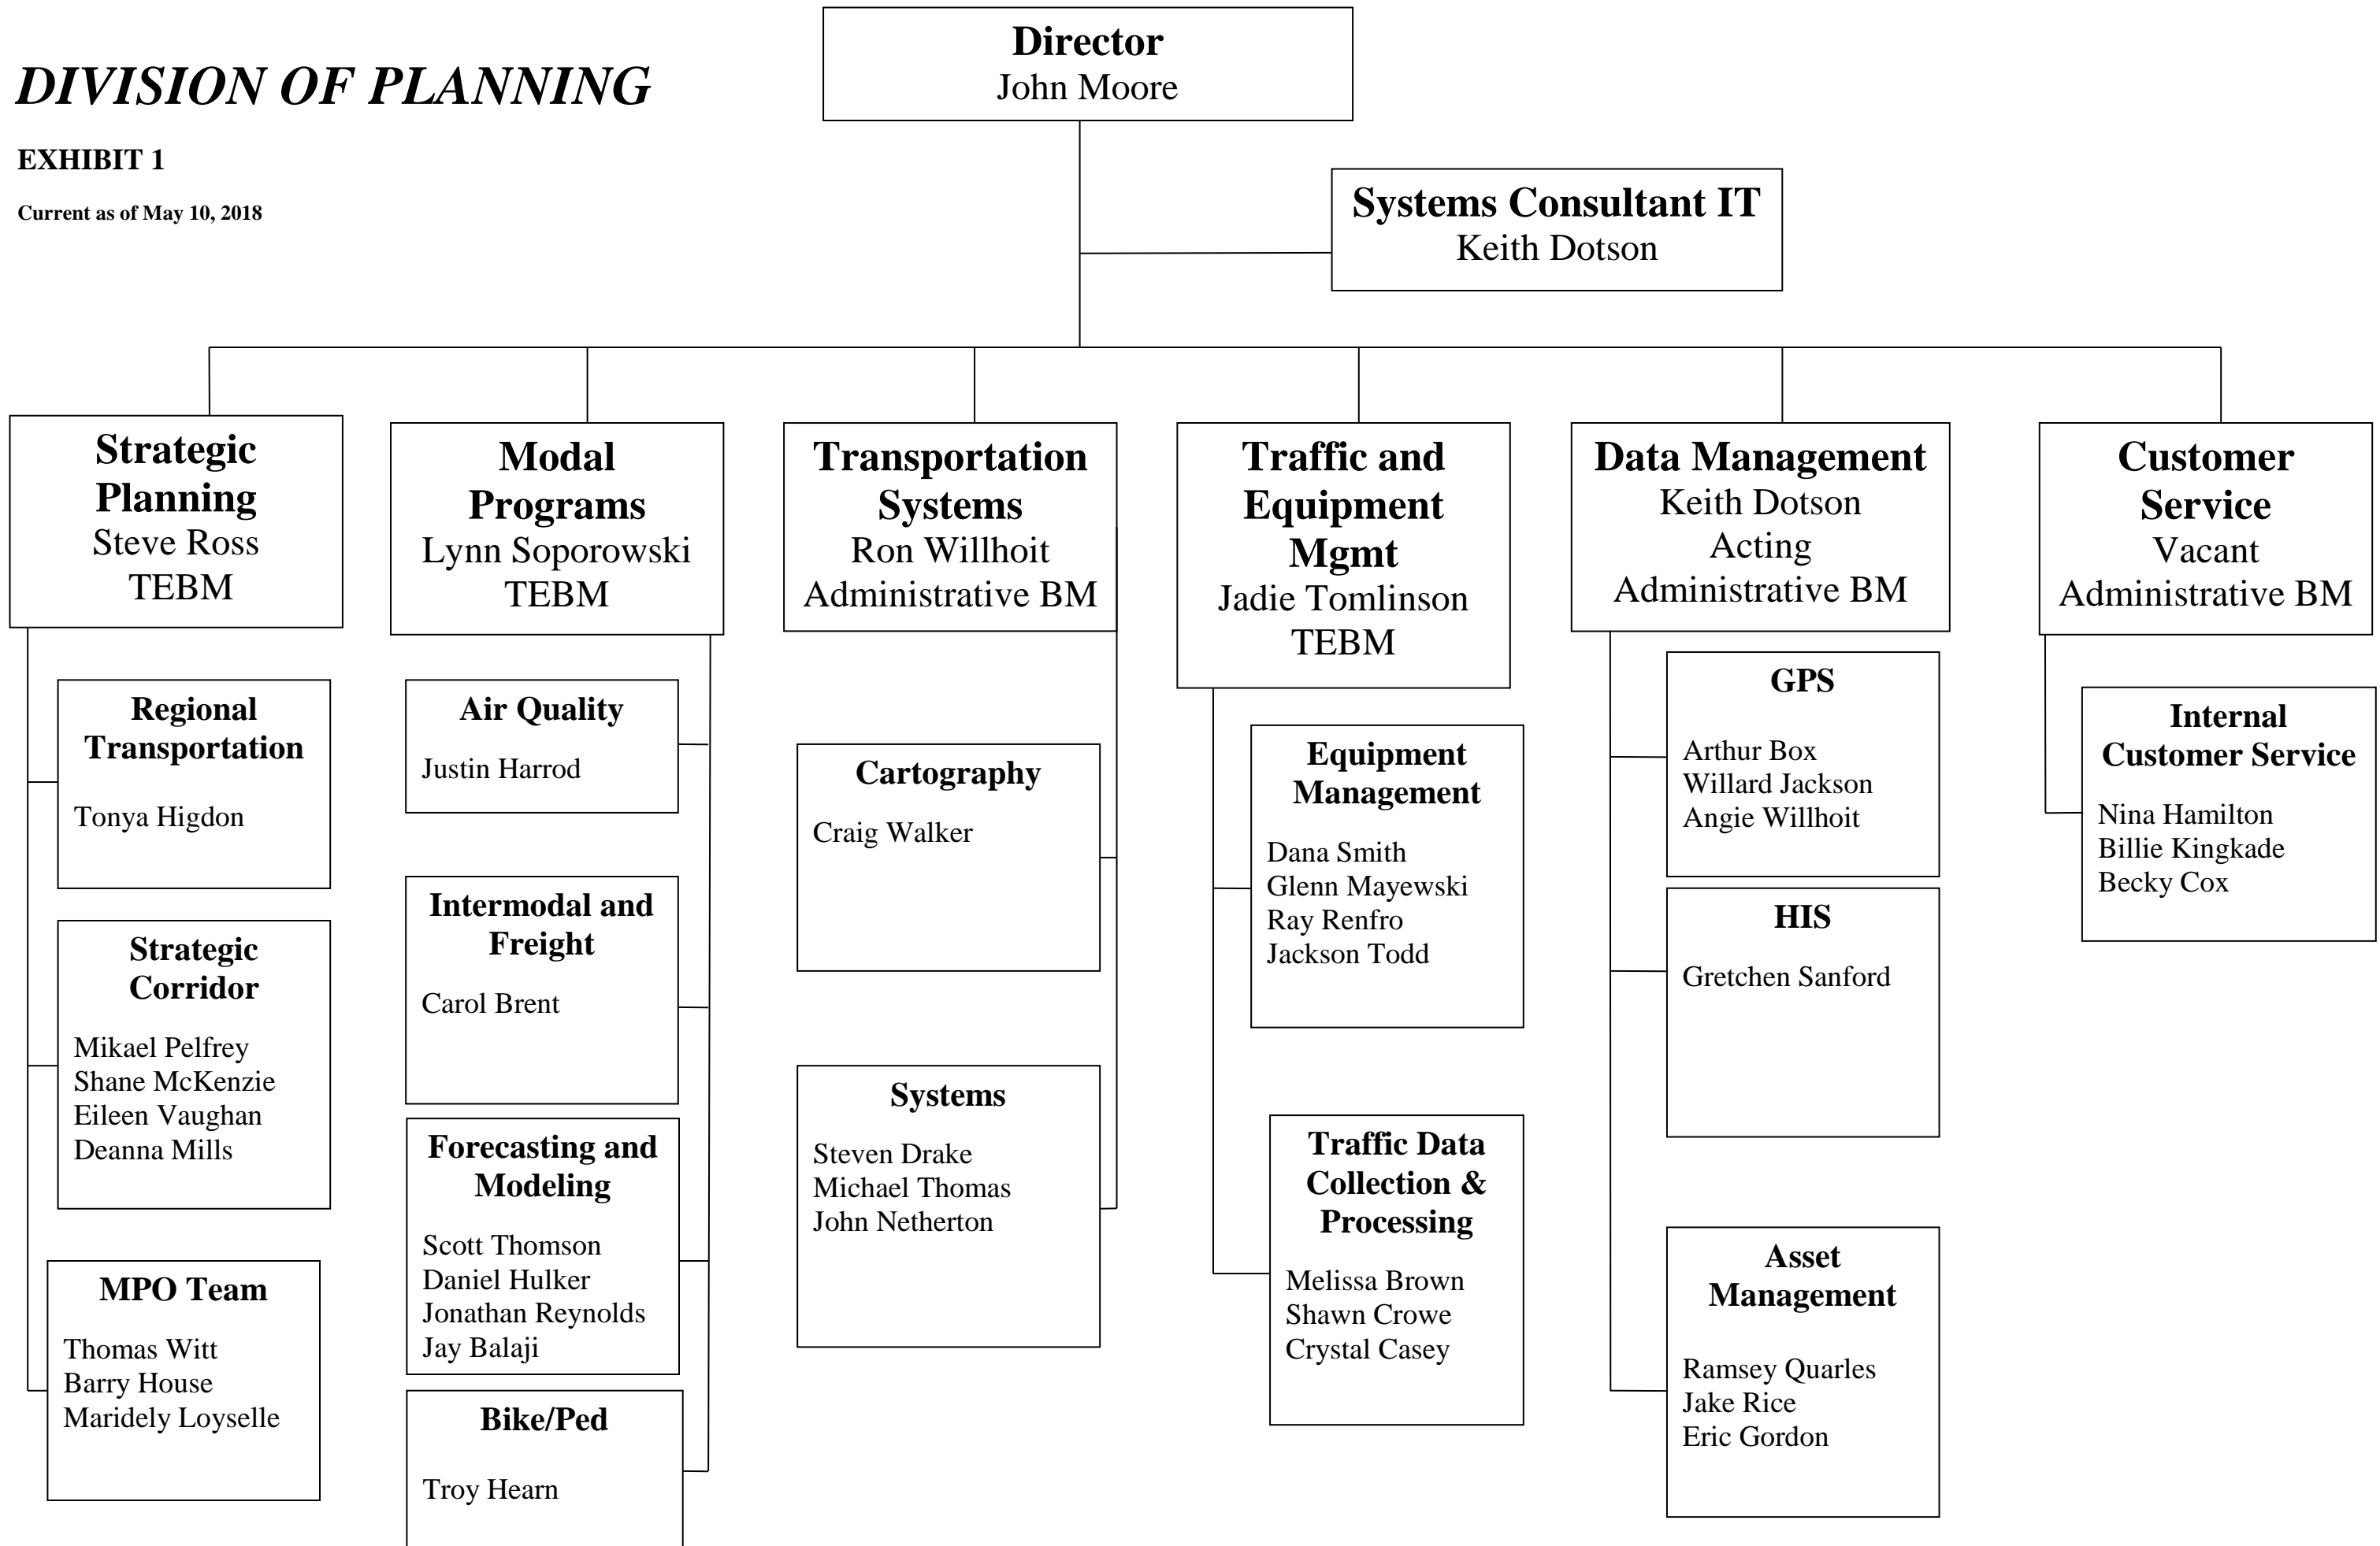 DIVISION OF PLANNING
EXHIBIT 1
Current as of May 10, 2018
Director
John Moore
Systems Consultant IT
Keith Dotson
Strategic
Planning
Steve Ross
TEBM
Regional
Transportation
Tonya Higdon
Strategic
Corridor
Mikael Pelfrey
Shane McKenzie
Eileen Vaughan
Deanna Mills
MPO Team
Thomas Witt
Barry House
Maridely Loyselle
Modal
Programs
Lynn Soporowski
TEBM
Air Quality
Justin Harrod
Intermodal and
Freight
Carol Brent
Forecasting and
Modeling
Scott Thomson
Daniel Hulker
Jonathan Reynolds
Jay Balaji
Bike/Ped
Troy Hearn
Transportation
Systems
Ron Willhoit
Administrative BM
Cartography
Craig Walker
Systems
Steven Drake
Michael Thomas
John Netherton
Traffic and
Equipment
Mgmt
Jadie Tomlinson
TEBM
Equipment
Management
Dana Smith
Glenn Mayewski
Ray Renfro
Jackson Todd
Traffic Data
Collection &
Processing
Melissa Brown
Shawn Crowe
Crystal Casey
Data Management
Keith Dotson
Acting
Administrative BM
GPS
Arthur Box
Willard Jackson
Angie Willhoit
HIS
Gretchen Sanford
Asset
Management
Ramsey Quarles
Jake Rice
Eric Gordon
Customer
Service
Vacant
Administrative BM
Internal
Customer Service
Nina Hamilton
Billie Kingkade
Becky Cox